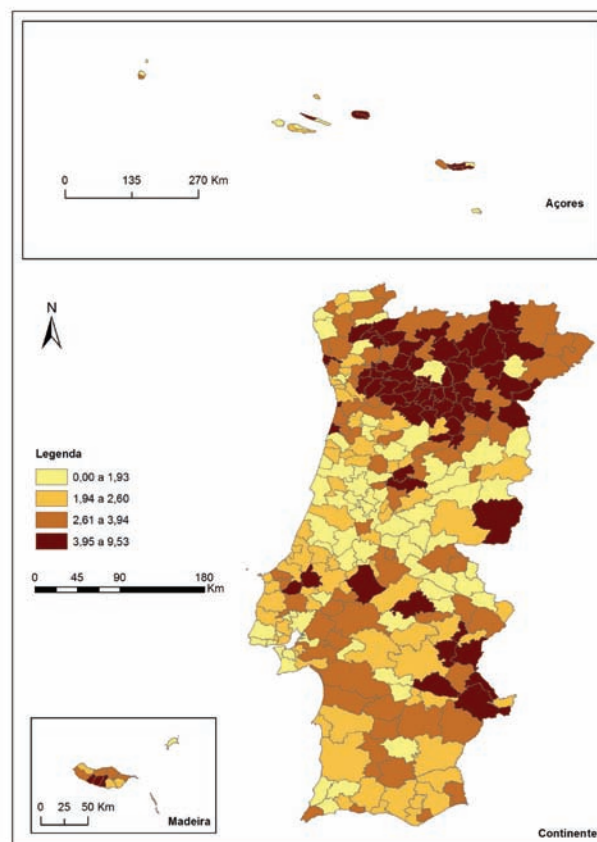 0 135 270 Km
Açores
N
Legenda
0,00 a 1,93
1,94 a 2,60
2,61 a 3,94
3,95 a 9,53
0 45 90 180
Km
0 25 50 Km
Madeira
Continente